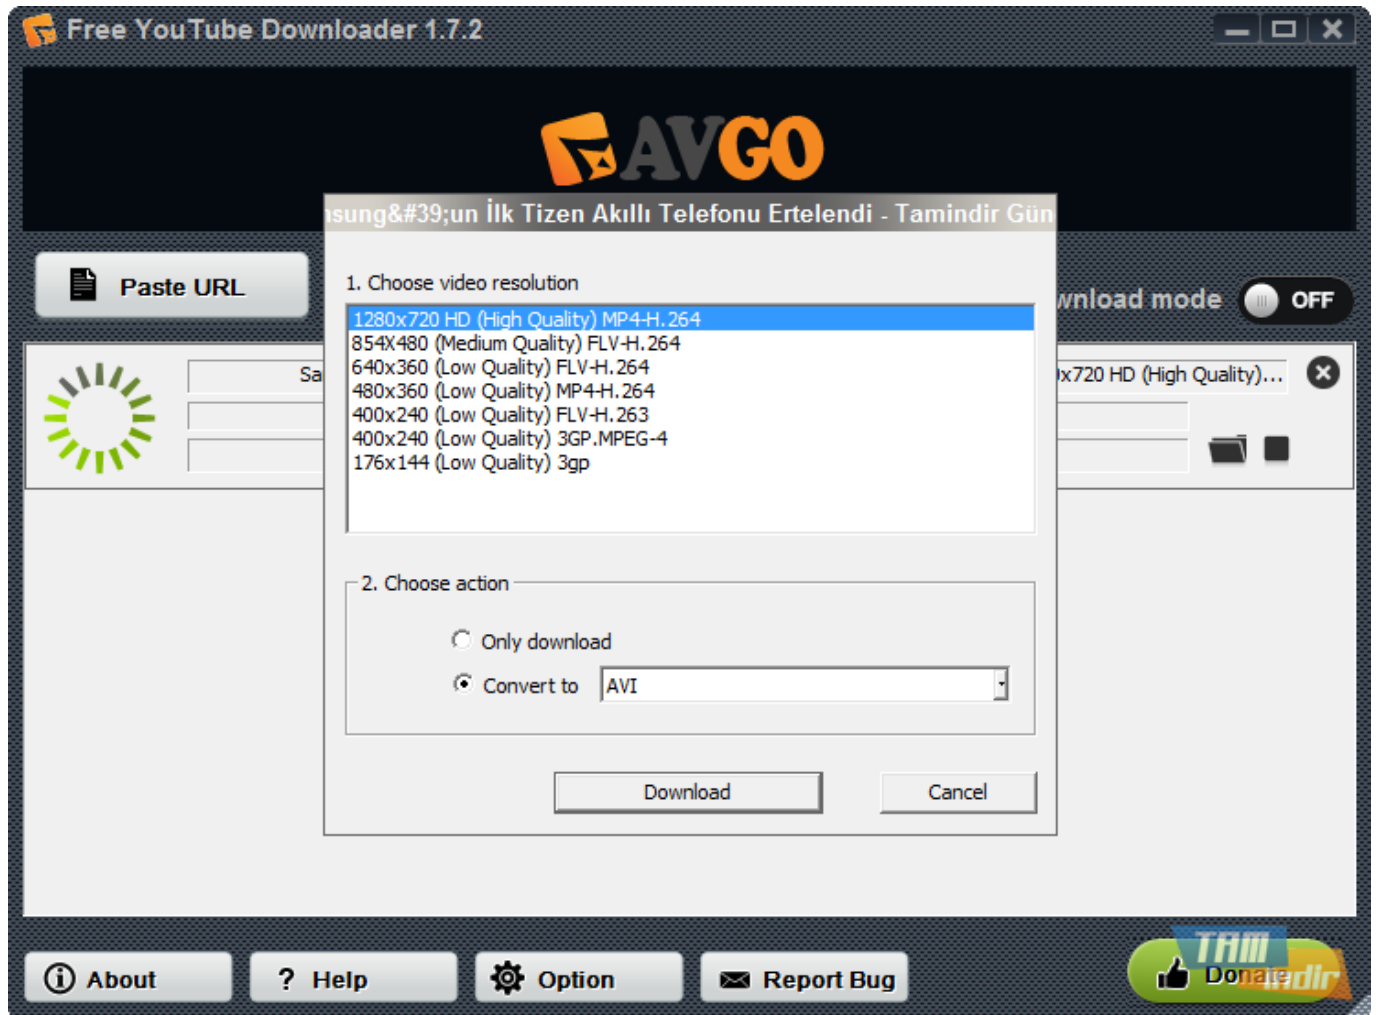 Free YouTube Downloader 1.7.2
AVGO
nsung&#39;un İlk Tizen Akıllı Telefonu Ertelendi - Tamindir Gün
Paste URL
wnload mode
OFF
1. Choose video resolution
1280x720 HD (High Quality) MP4-H.264
854X480 (Medium Quality) FLV-H.264
640x360 (Low Quality) FLV-H.264
480x360 (Low Quality) MP4-H.264
400x240 (Low Quality) FLV-H.263
400x240 (Low Quality) 3GP.MPEG-4
176x144 (Low Quality) 3gp
Sa
x720 HD (High Quality)...
2. Choose action
Only download
Convert to
AVI
Download
Cancel
About
? Help
Option
Report Bug
Donate
TAM
indir